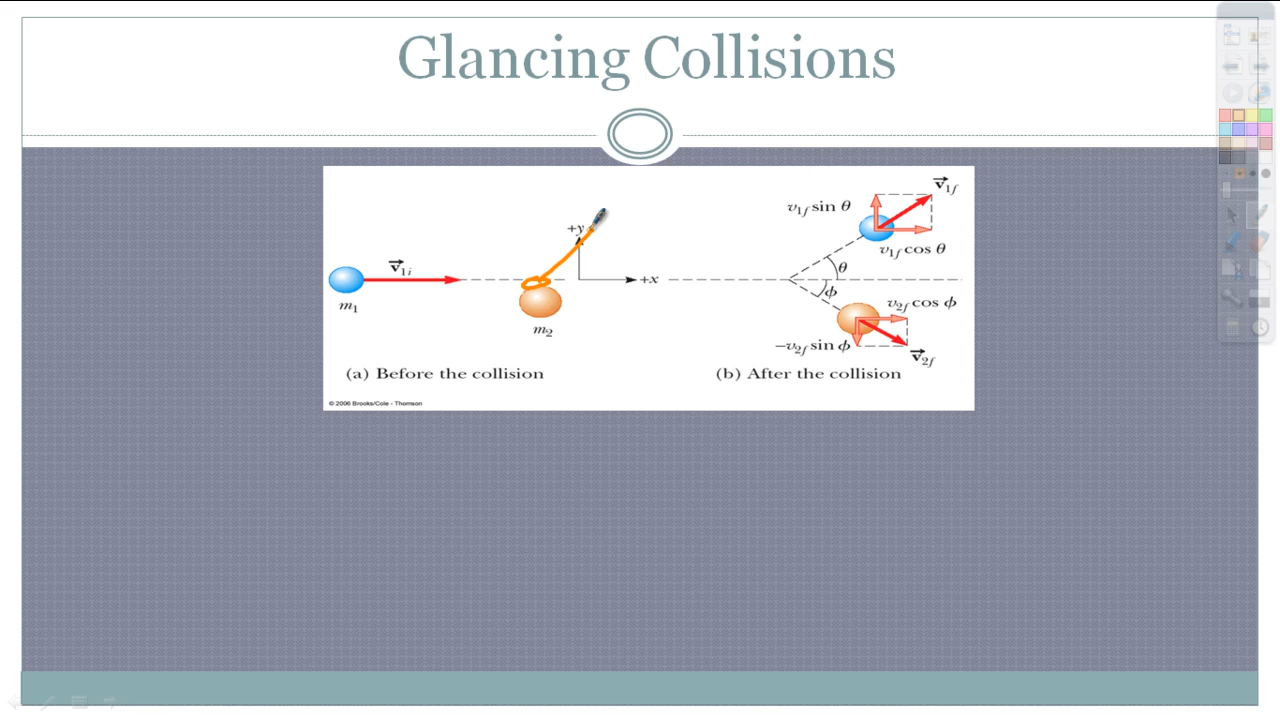 Glancing Collisions
v⃗1i
m1
m2
+y
+x
v⃗1f
v1f sin θ
v1f cos θ
θ
ϕ
v2f cos ϕ
−v2f sin ϕ
v⃗2f
(a) Before the collision
(b) After the collision
© 2006 Brooks/Cole - Thomson